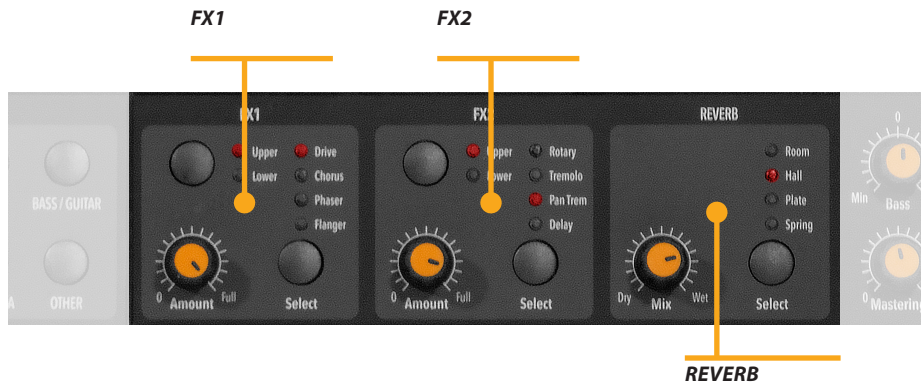 FX1 FX2
FX1 FX2 REVERB
Upper Drive Upper Rotary Room 0
Lower Chorus Lower Tremolo Hall
BASS / GUITAR Phaser Pan Trem Plate Min Bass
Flanger Delay Spring
0 Full 0 Full Dry Wet 0
A OTHER Amount Select Amount Select Mix Select Mastering
REVERB